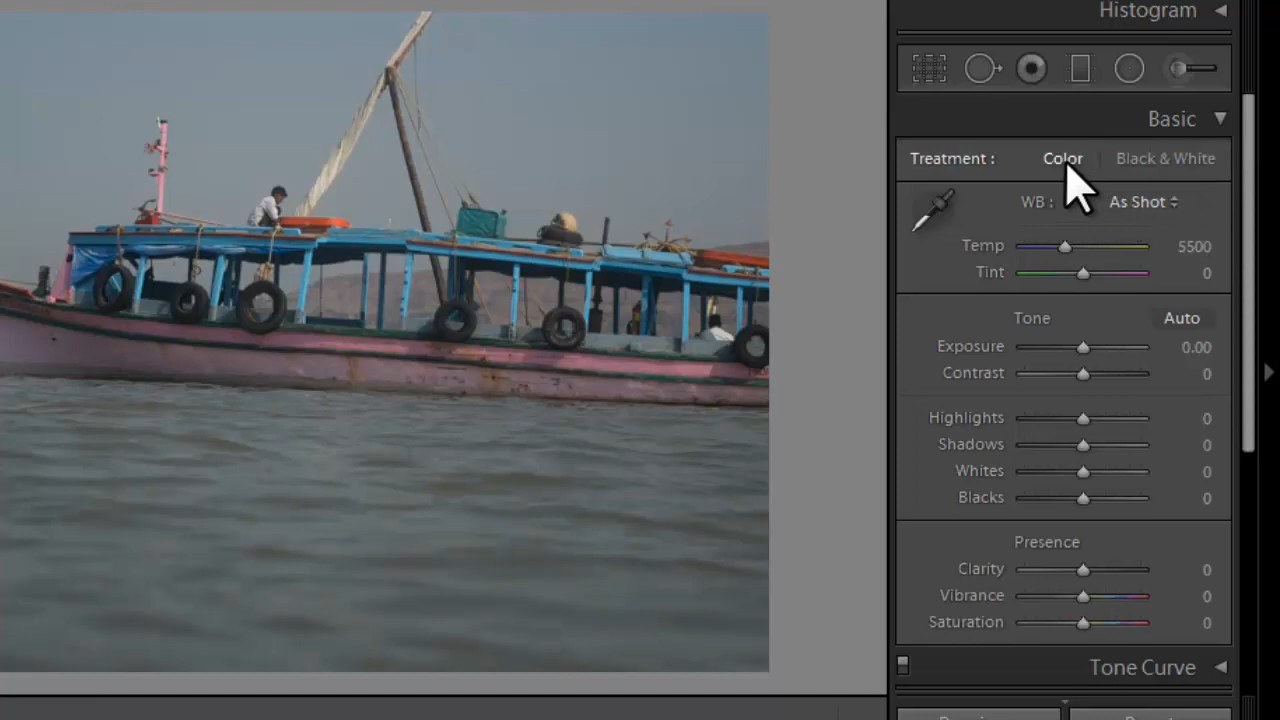 Histogram
Basic
Treatment : Color Black & White
WB : As Shot
Temp 5500
Tint 0
Tone Auto
Exposure 0.00
Contrast 0
Highlights 0
Shadows 0
Whites 0
Blacks 0
Presence
Clarity 0
Vibrance 0
Saturation 0
Tone Curve